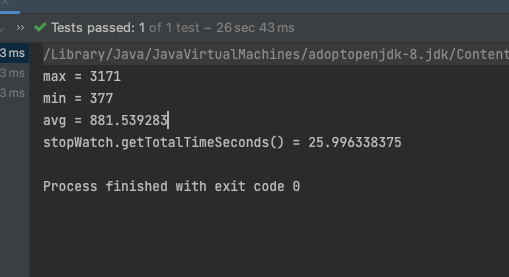 Tests passed: 1 of 1 test – 26 sec 43 ms
3 ms
/Library/Java/JavaVirtualMachines/adoptopenjdk-8.jdk/Content
3 ms
max = 3171
3 ms
min = 377
avg = 881.539283
stopWatch.getTotalTimeSeconds() = 25.996338375
Process finished with exit code 0